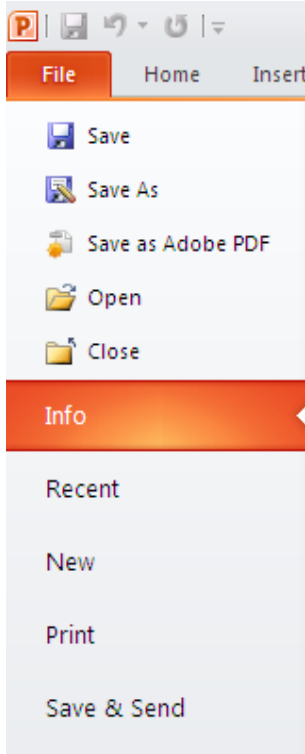 P
File Home Insert
Save
Save As
Save as Adobe PDF
Open
Close
Info
Recent
New
Print
Save & Send